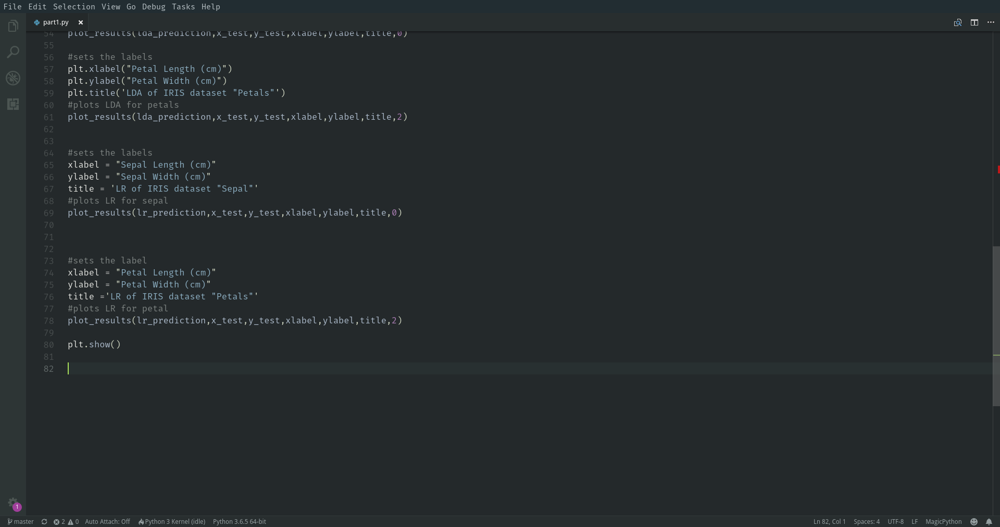 File Edit Selection View Go Debug Tasks Help
part1.py
54 plot_results(lda_prediction,x_test,y_test,xlabel,ylabel,title,0)
55
56 #sets the labels
57 plt.xlabel("Petal Length (cm)")
58 plt.ylabel("Petal Width (cm)")
59 plt.title('LDA of IRIS dataset "Petals"')
60 #plots LDA for petals
61 plot_results(lda_prediction,x_test,y_test,xlabel,ylabel,title,2)
62
63
64 #sets the labels
65 xlabel = "Sepal Length (cm)"
66 ylabel = "Sepal Width (cm)"
67 title = 'LR of IRIS dataset "Sepal"'
68 #plots LR for sepal
69 plot_results(lr_prediction,x_test,y_test,xlabel,ylabel,title,0)
70
71
72
73 #sets the label
74 xlabel = "Petal Length (cm)"
75 ylabel = "Petal Width (cm)"
76 title ='LR of IRIS dataset "Petals"'
77 #plots LR for petal
78 plot_results(lr_prediction,x_test,y_test,xlabel,ylabel,title,2)
79
80 plt.show()
81
82
1
master 2 0 Auto Attach: Off Python 3 Kernel (idle) Python 3.6.5 64-bit Ln 82, Col 1 Spaces: 4 UTF-8 LF MagicPython